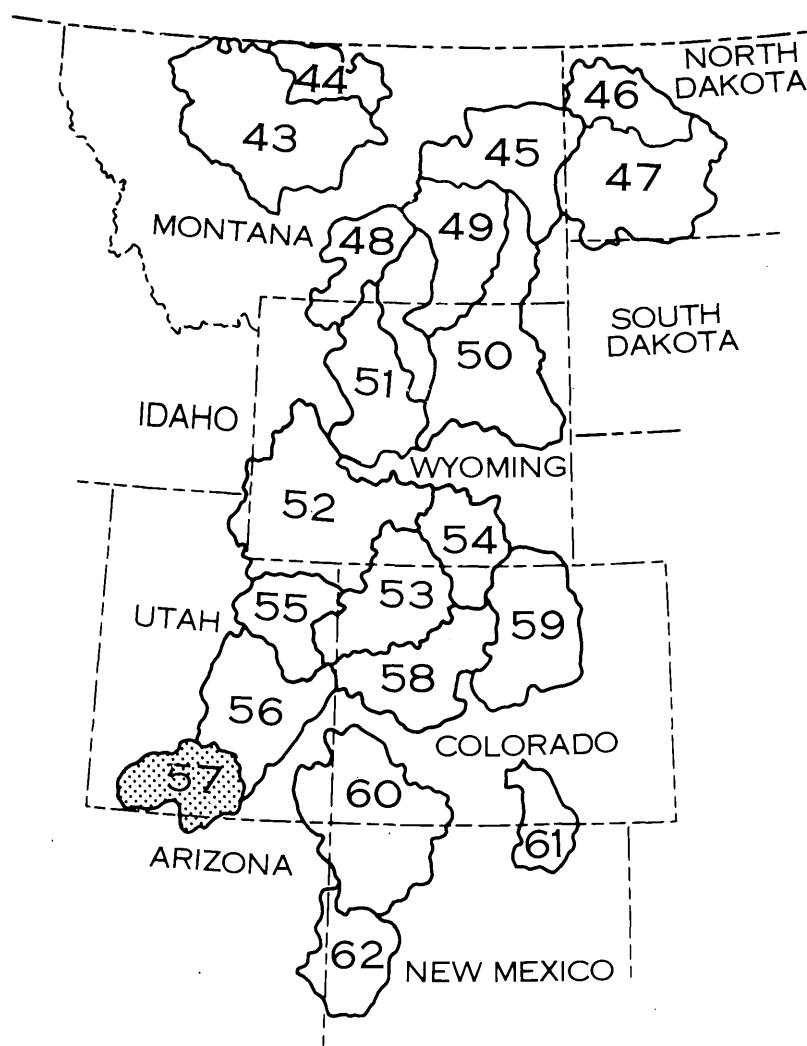 NORTH
DAKOTA
44
46
43
45
47
MONTANA
48
49
SOUTH
DAKOTA
50
51
IDAHO
WYOMING
52
54
53
55
59
UTAH
58
56
COLORADO
57
60
61
ARIZONA
62
NEW MEXICO